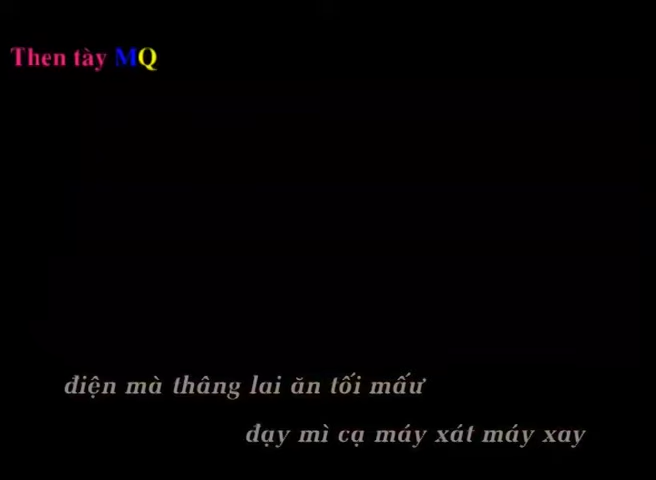 Then tày MQ
điện mà thâng lai ăn tối mấư
đạy mì cạ máy xát máy xay